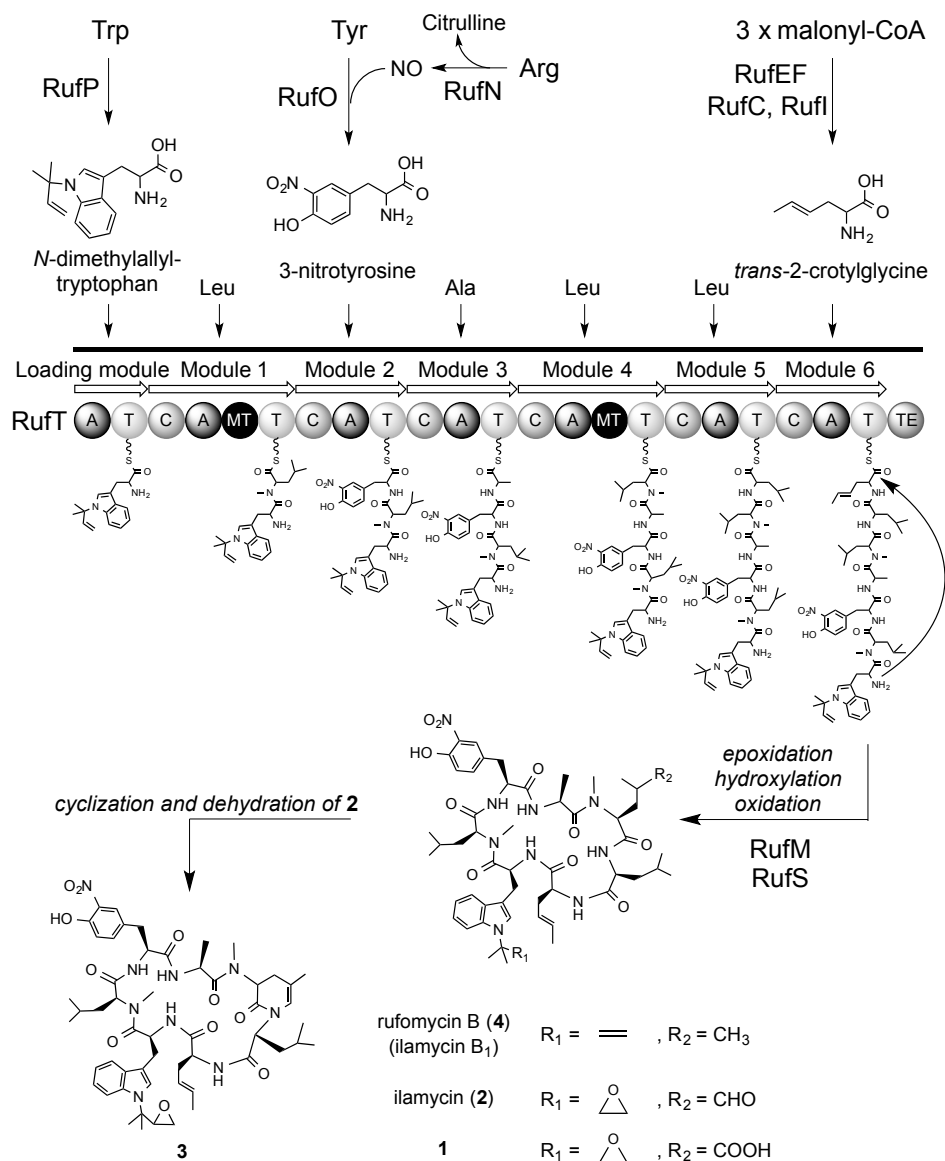 Trp
Tyr
Citrulline
3 x malonyl-CoA
NO
Arg
RufP
RufO
RufN
RufEF
RufC, RufI
OH
O
N
NH2
OH
O
NO2
HO
NH2
OH
O
NH2
N-dimethylallyl-
tryptophan
3-nitrotyrosine
trans-2-crotylglycine
Leu
Ala
Leu
Leu
Loading module
Module 1
Module 2
Module 3
Module 4
Module 5
Module 6
RufT
A T C A MT T C A T C A T C A MT T C A T C A T TE
epoxidation
hydroxylation
oxidation
RufM
RufS
cyclization and dehydration of 2
rufomycin B (4)
(ilamycin B1)
R1 = , R2 = CH3
ilamycin (2)
R1 = O , R2 = CHO
1
R1 = O , R2 = COOH
3